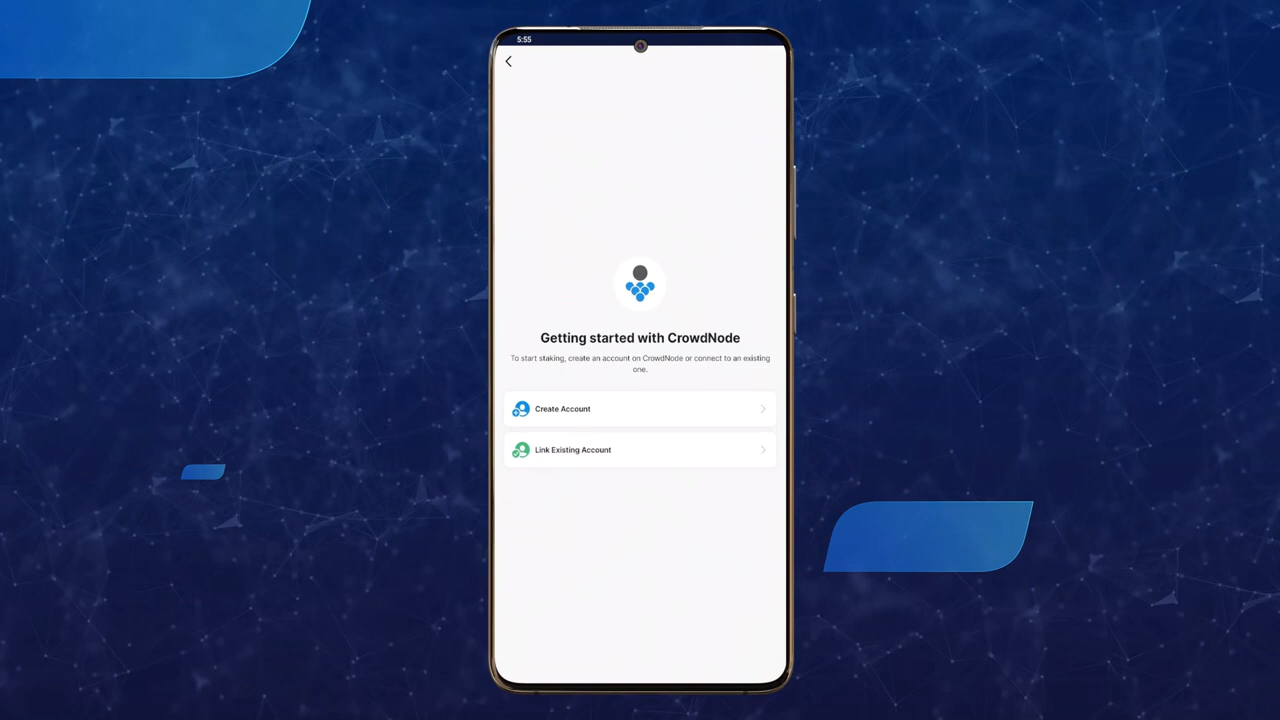 5:55
Getting started with CrowdNode
To start staking, create an account on CrowdNode or connect to an existing
one.
Create Account
Link Existing Account